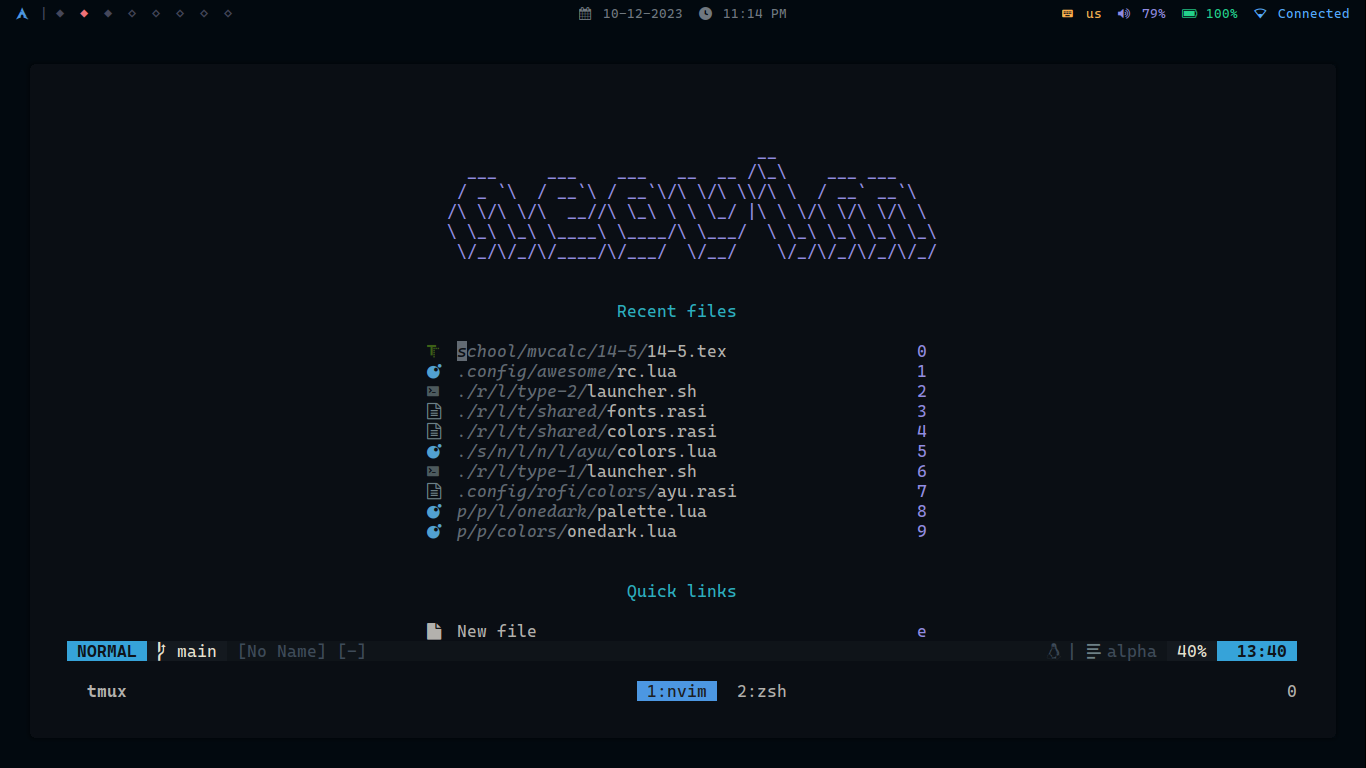 10-12-2023 11:14 PM us 79% 100% Connected
neovim
Recent files
school/mvcalc/14-5/14-5.tex 0
.config/awesome/rc.lua 1
./r/l/type-2/launcher.sh 2
./r/l/t/shared/fonts.rasi 3
./r/l/t/shared/colors.rasi 4
./s/n/l/n/l/ayu/colors.lua 5
./r/l/type-1/launcher.sh 6
.config/rofi/colors/ayu.rasi 7
p/p/l/onedark/palette.lua 8
p/p/colors/onedark.lua 9
Quick links
New file e
NORMAL main [No Name] [-] | alpha 40% 13:40
tmux 1:nvim 2:zsh 0